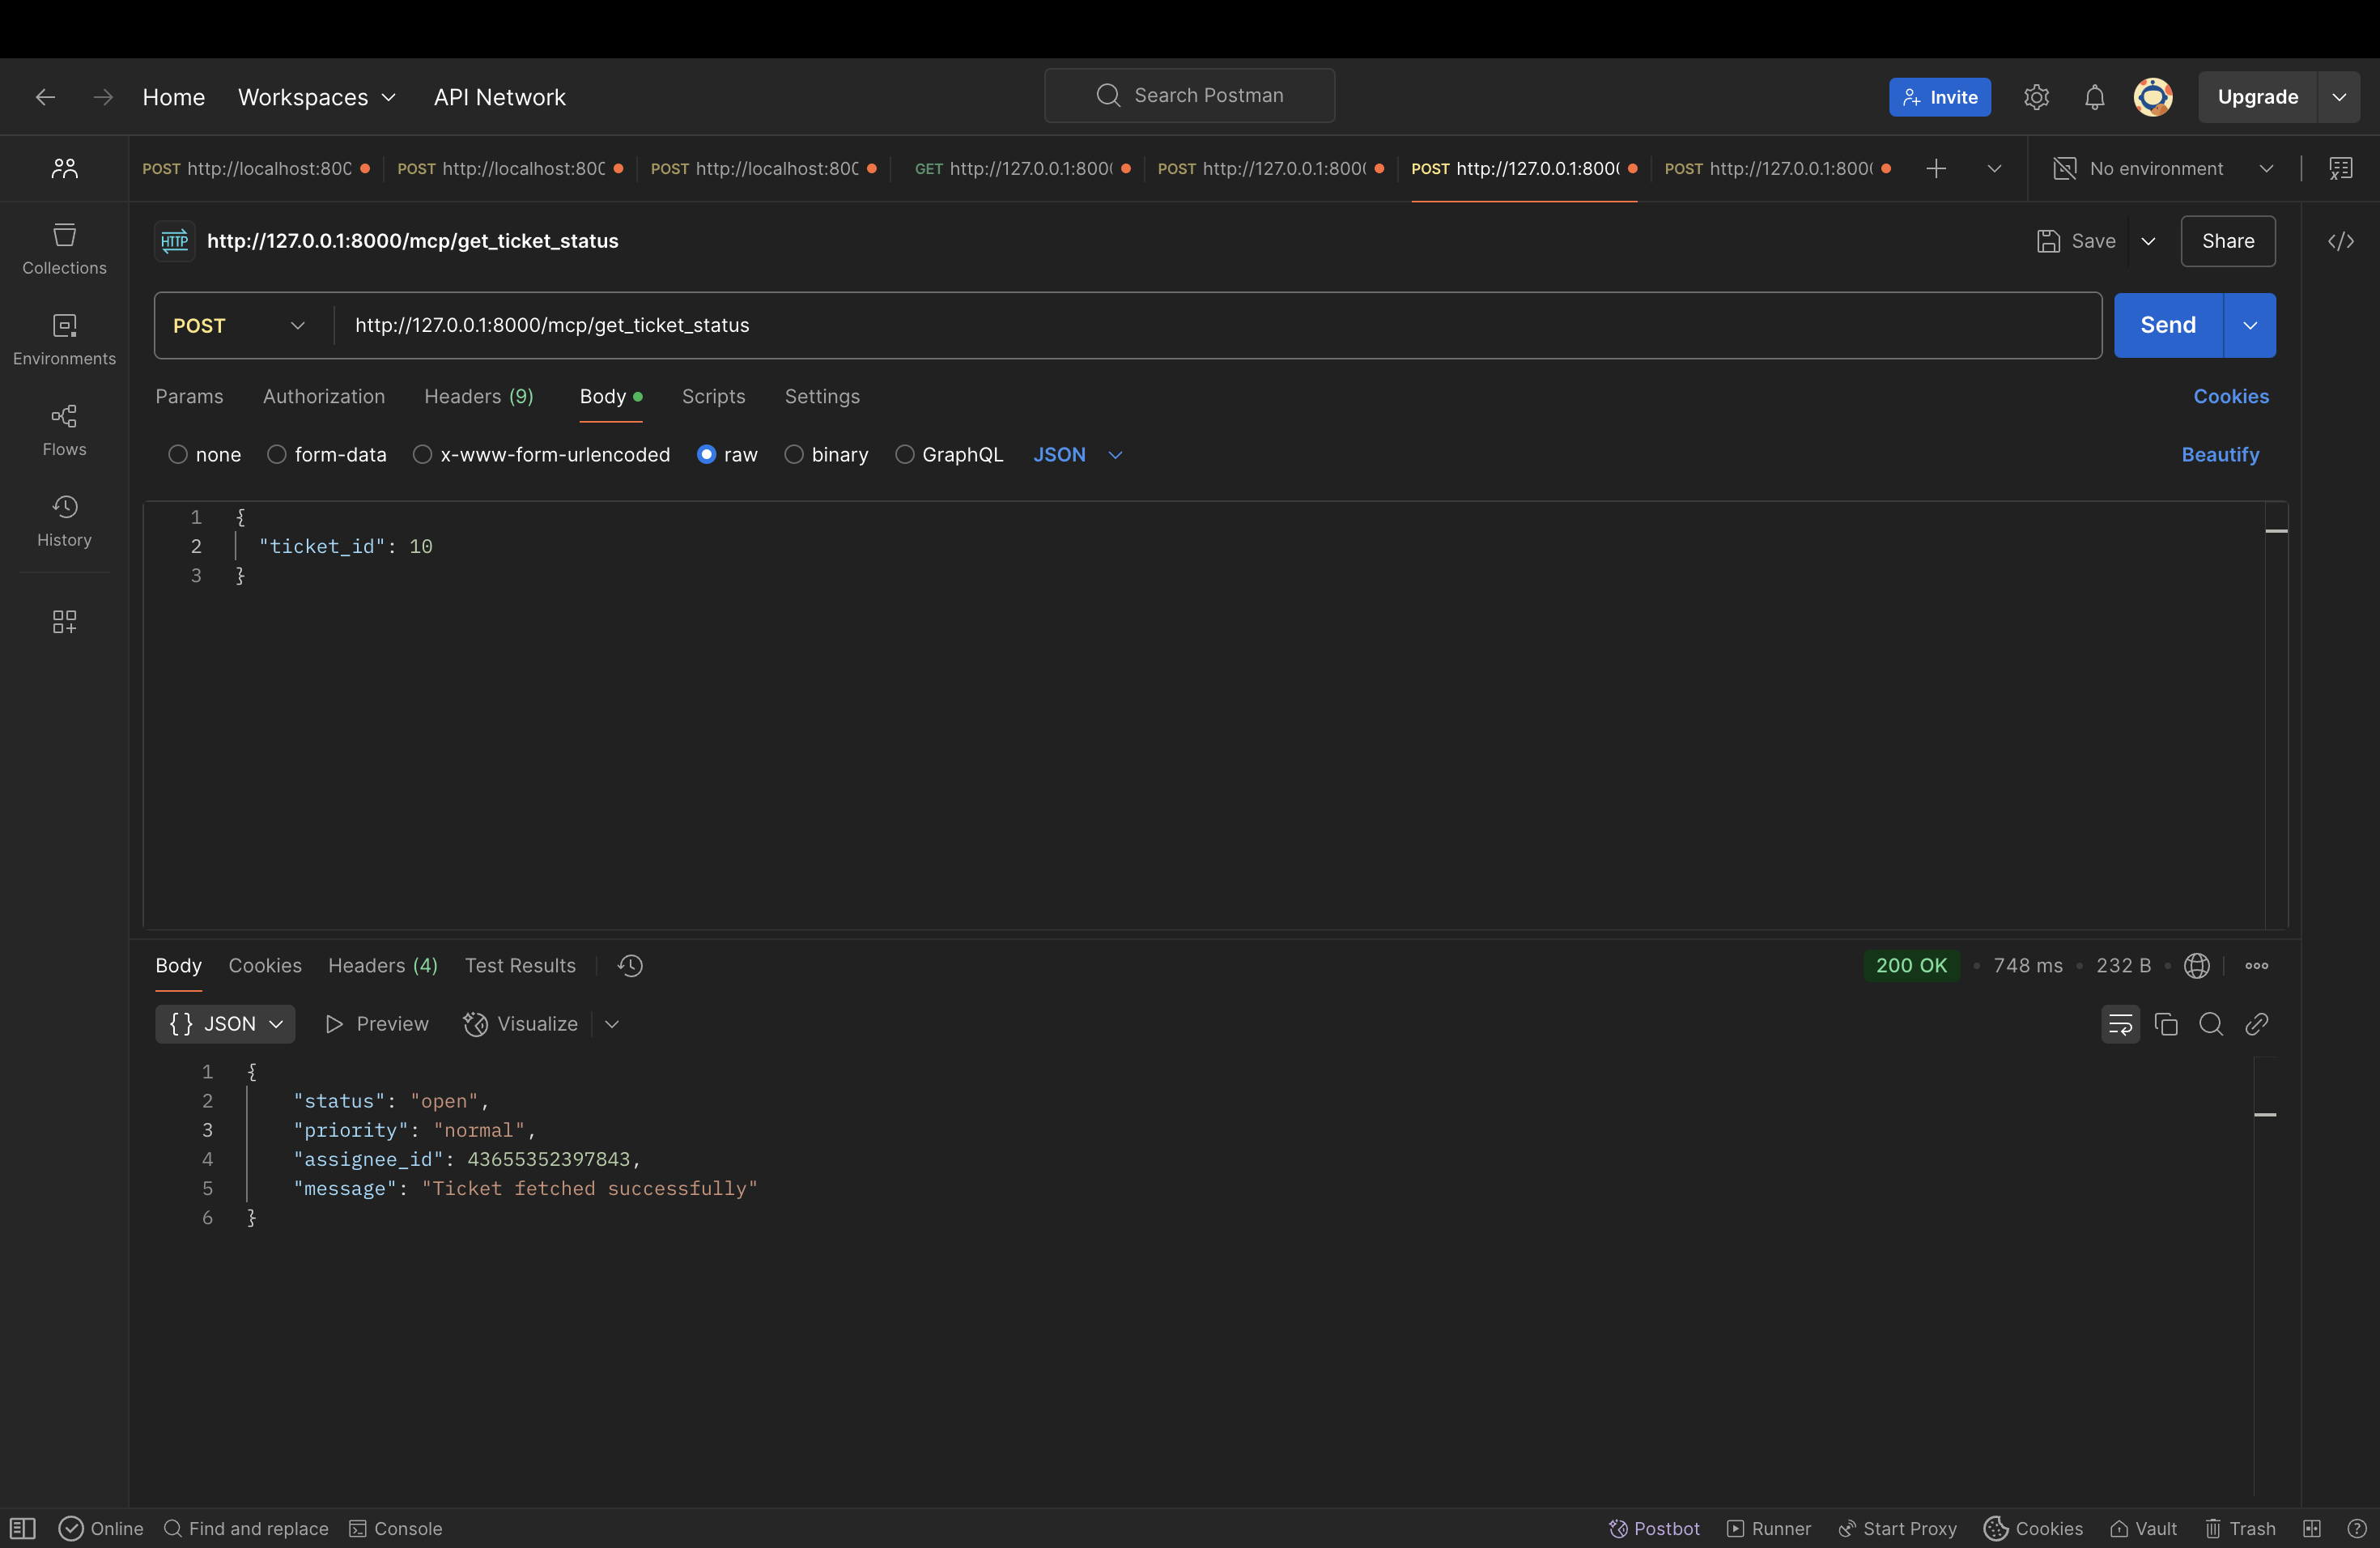 Home Workspaces API Network Search Postman Invite Upgrade
POST http://localhost:800 POST http://localhost:800 POST http://localhost:800 GET http://127.0.0.1:800 POST http://127.0.0.1:800 POST http://127.0.0.1:800 POST http://127.0.0.1:800 No environment
Collections
Environments
Flows
History
HTTP http://127.0.0.1:8000/mcp/get_ticket_status Save Share
POST http://127.0.0.1:8000/mcp/get_ticket_status Send
Params Authorization Headers (9) Body Scripts Settings Cookies
none form-data x-www-form-urlencoded raw binary GraphQL JSON Beautify
1 {
2 "ticket_id": 10
3 }
Body Cookies Headers (4) Test Results 200 OK 748 ms 232 B
{} JSON Preview Visualize
1 {
2 "status": "open",
3 "priority": "normal",
4 "assignee_id": 43655352397843,
5 "message": "Ticket fetched successfully"
6 }
Online Find and replace Console Postbot Runner Start Proxy Cookies Vault Trash